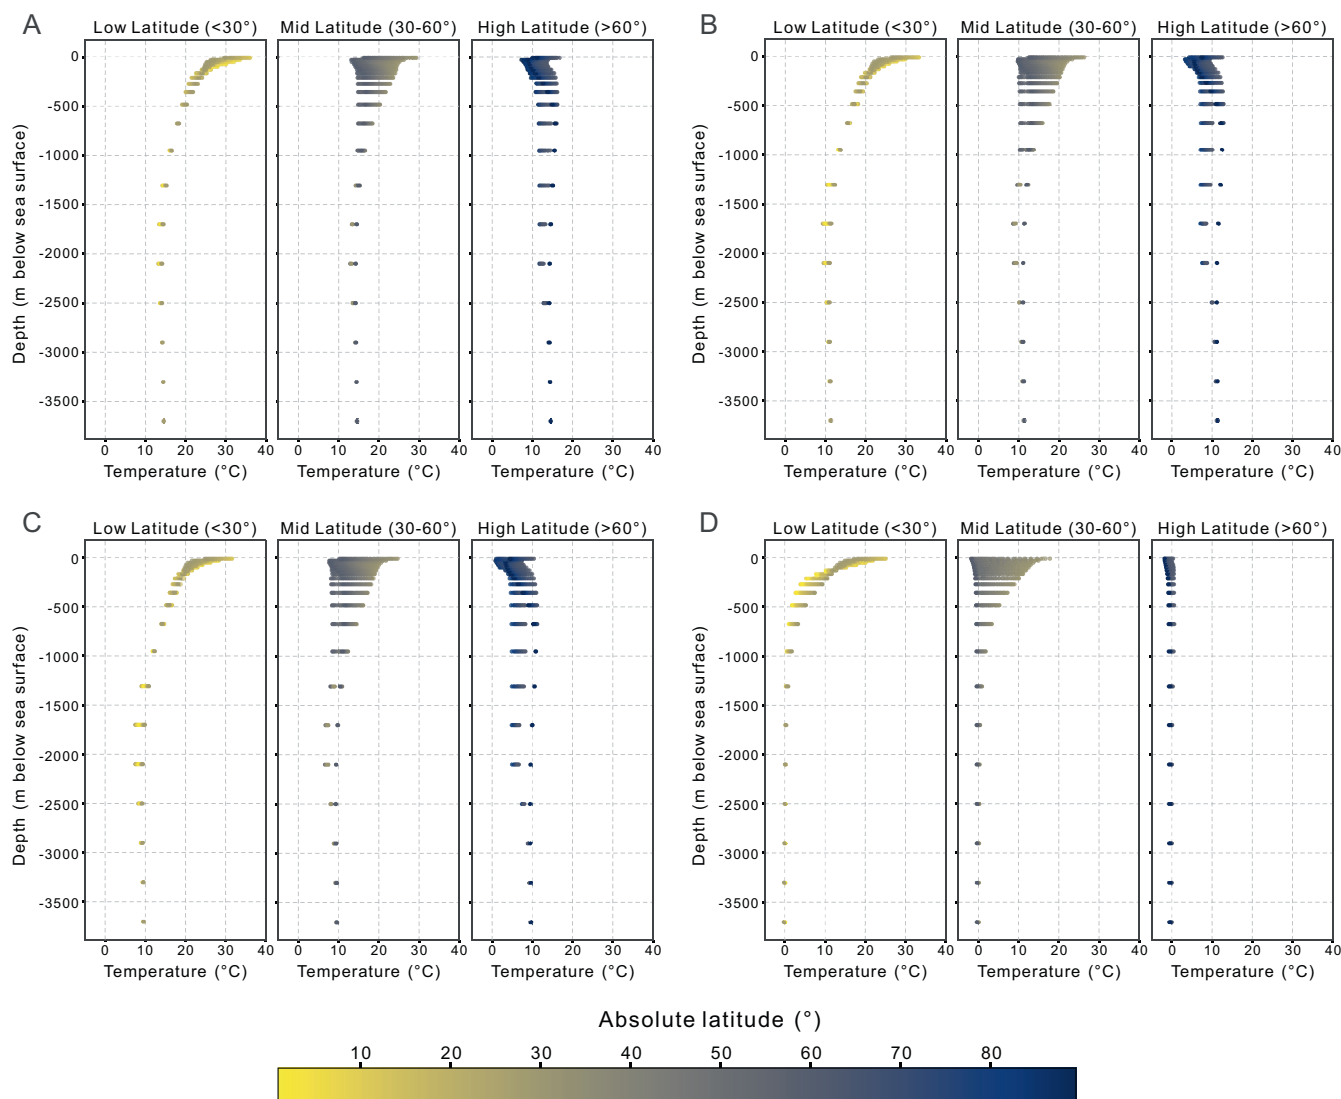 A
Low Latitude (<30°) Mid Latitude (30-60°) High Latitude (>60°)
0
-500
-1000
-1500
-2000
-2500
-3000
-3500
Depth (m below sea surface)
0 10 20 30 40 0 10 20 30 40 0 10 20 30 40
Temperature (°C) Temperature (°C) Temperature (°C)
B
Low Latitude (<30°) Mid Latitude (30-60°) High Latitude (>60°)
0
-500
-1000
-1500
-2000
-2500
-3000
-3500
Depth (m below sea surface)
0 10 20 30 40 0 10 20 30 40 0 10 20 30 40
Temperature (°C) Temperature (°C) Temperature (°C)
C
Low Latitude (<30°) Mid Latitude (30-60°) High Latitude (>60°)
0
-500
-1000
-1500
-2000
-2500
-3000
-3500
Depth (m below sea surface)
0 10 20 30 40 0 10 20 30 40 0 10 20 30 40
Temperature (°C) Temperature (°C) Temperature (°C)
D
Low Latitude (<30°) Mid Latitude (30-60°) High Latitude (>60°)
0
-500
-1000
-1500
-2000
-2500
-3000
-3500
Depth (m below sea surface)
0 10 20 30 40 0 10 20 30 40 0 10 20 30 40
Temperature (°C) Temperature (°C) Temperature (°C)
Absolute latitude (°)
10 20 30 40 50 60 70 80